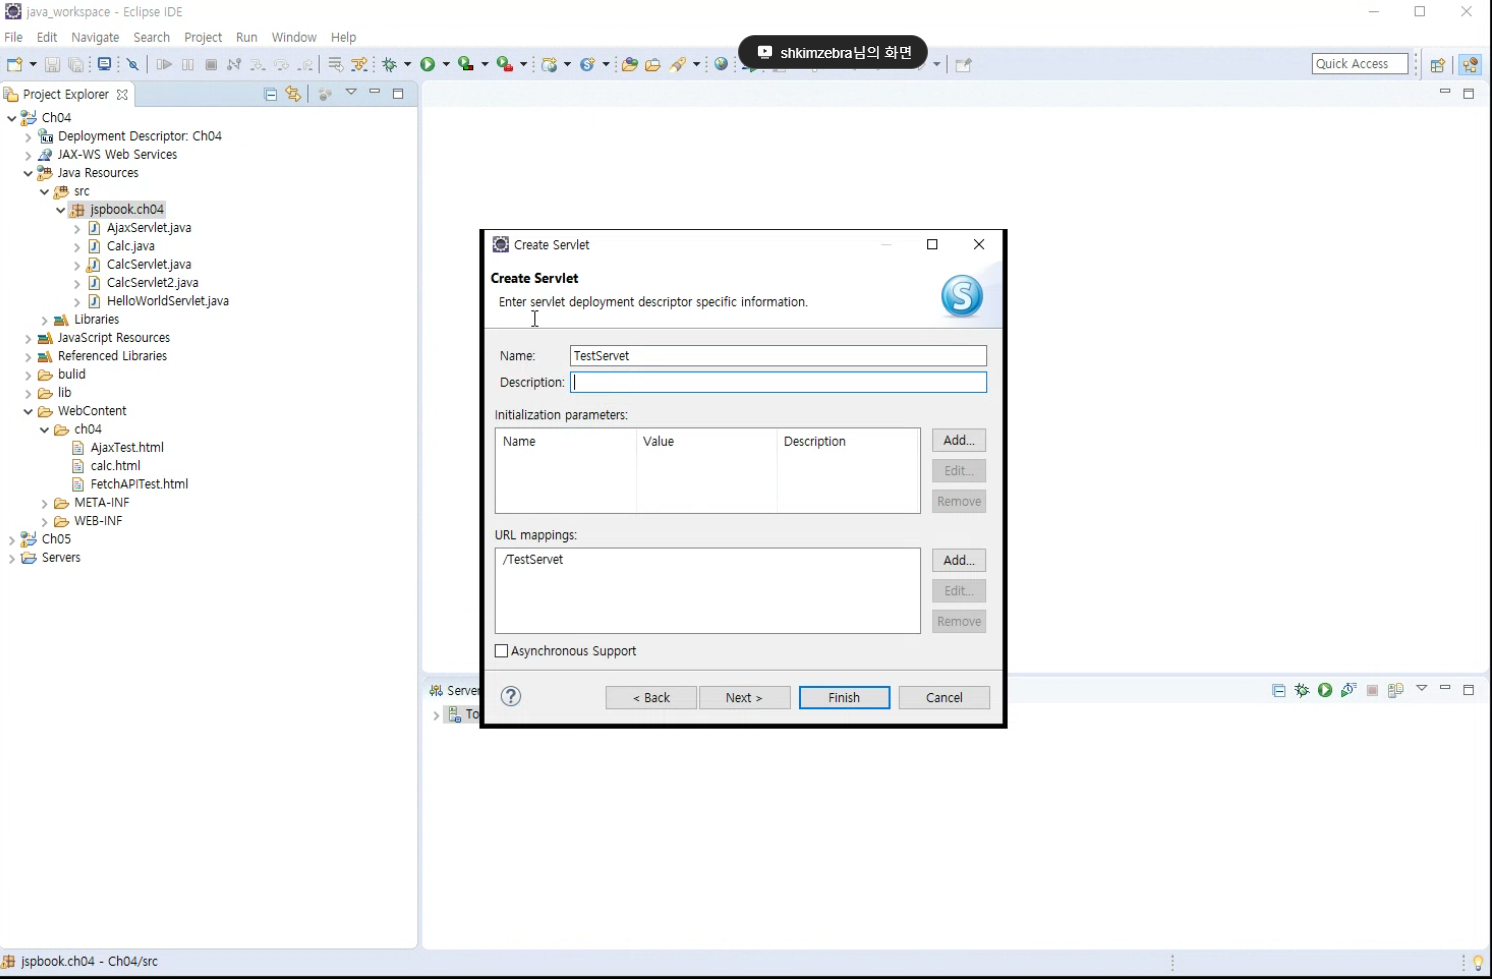 java_workspace - Eclipse IDE
File Edit Navigate Search Project Run Window Help
shkimzebra님의 화면
Quick Access
Project Explorer
Ch04
Deployment Descriptor: Ch04
JAX-WS Web Services
Java Resources
src
jspbook.ch04
AjaxServlet.java
Calc.java
CalcServlet.java
CalcServlet2.java
HelloWorldServlet.java
Libraries
JavaScript Resources
Referenced Libraries
bulid
lib
WebContent
ch04
AjaxTest.html
calc.html
FetchAPITest.html
META-INF
WEB-INF
Ch05
Servers
Create Servlet
Create Servlet
Enter servlet deployment descriptor specific information.
Name: TestServet
Description:
Initialization parameters:
Name Value Description
Add...
Edit...
Remove
URL mappings:
/TestServet
Add...
Edit...
Remove
Asynchronous Support
< Back Next > Finish Cancel
Serve
To
jspbook.ch04 - Ch04/src